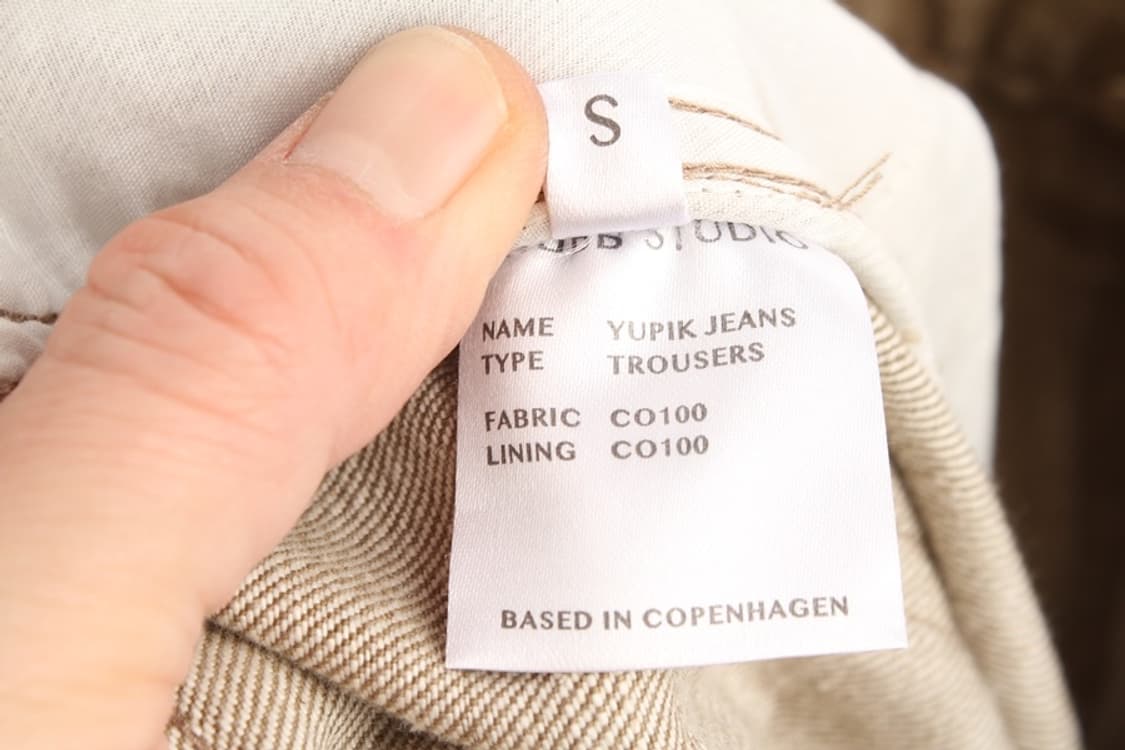 S
STUDIO
NAME YUPIK JEANS
TYPE TROUSERS
FABRIC CO100
LINING CO100
BASED IN COPENHAGEN